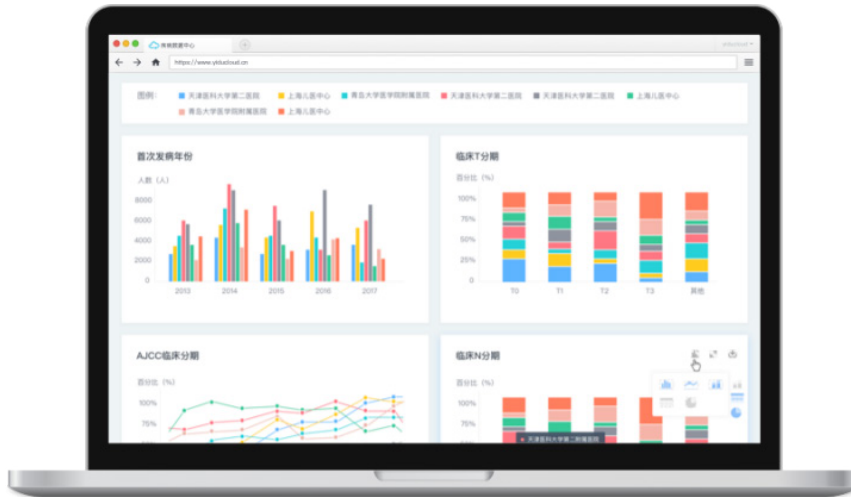 ytducloud
https://www.ytducloud.cn
图例: 天津医科大学第二医院 上海儿医中心 青岛大学医学院附属医院 天津医科大学第二医院 天津医科大学第二医院 上海儿医中心
青岛大学医学院附属医院 上海儿医中心
首次发病年份
人数 (人)
8000
6000
4000
2000
0
2013 2014 2015 2016 2017
临床T分期
百分比 (%)
100%
75%
50%
25%
0
T0 T1 T2 T3 其他
AJCC临床分期
百分比 (%)
100%
75%
临床N分期
百分比 (%)
100%
75%
天津医科大学第二附属医院